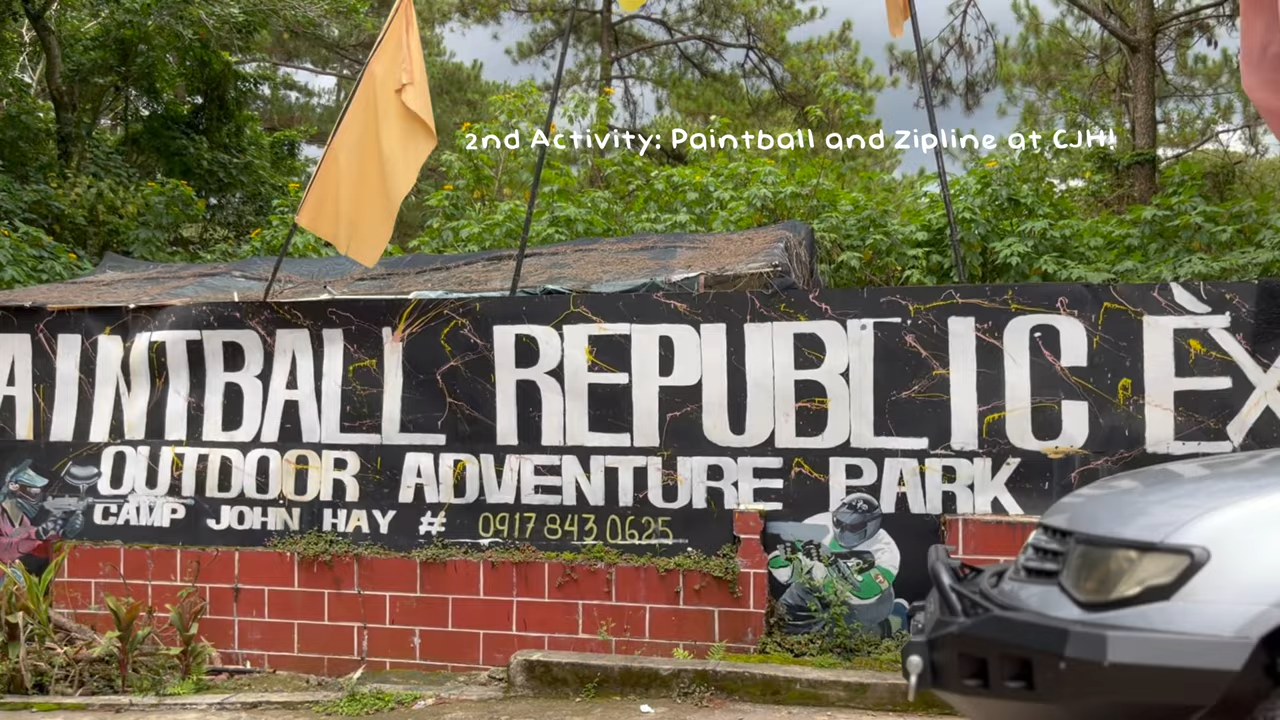 2nd Activity: Paintball and Zipline at CJH!
AINTBALL REPUBLIC EX
OUTDOOR ADVENTURE PARK
CAMP JOHN HAY # 0917 843 0625